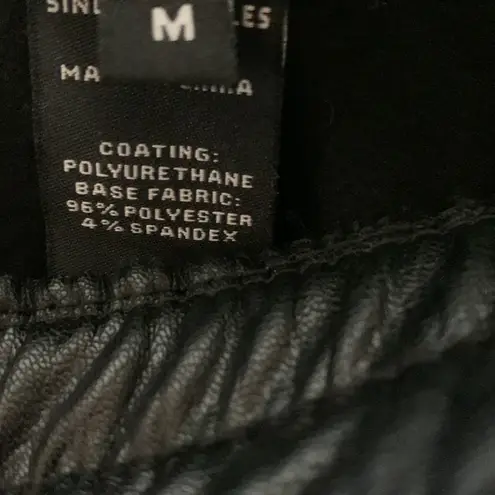 M
COATING:
POLYURETHANE
BASE FABRIC:
96% POLYESTER
4% SPANDEX